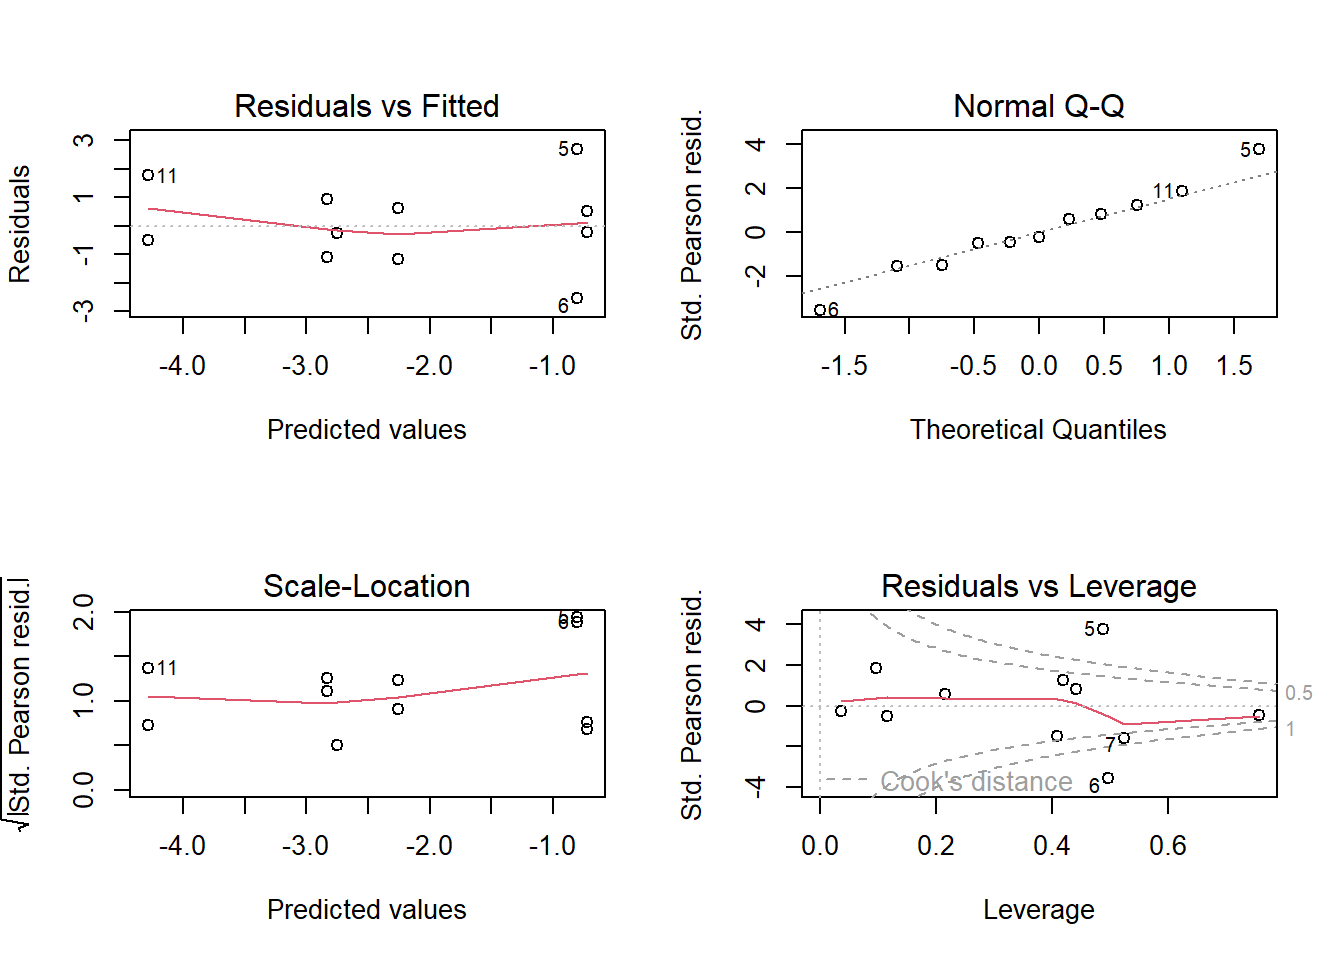 Residuals vs Fitted
Residuals
3
1
-1
-3
5
11
6
-4.0 -3.0 -2.0 -1.0
Predicted values
Normal Q-Q
Std. Pearson resid.
4
2
0
-2
5
11
6
-1.5 -0.5 0.0 0.5 1.0 1.5
Theoretical Quantiles
Scale-Location
√|Std. Pearson resid.|
2.0
1.0
0.0
5
6
11
-4.0 -3.0 -2.0 -1.0
Predicted values
Residuals vs Leverage
Std. Pearson resid.
4
2
0
-2
-4
5
0.5
1
7
6
Cook's distance
0.0 0.2 0.4 0.6
Leverage